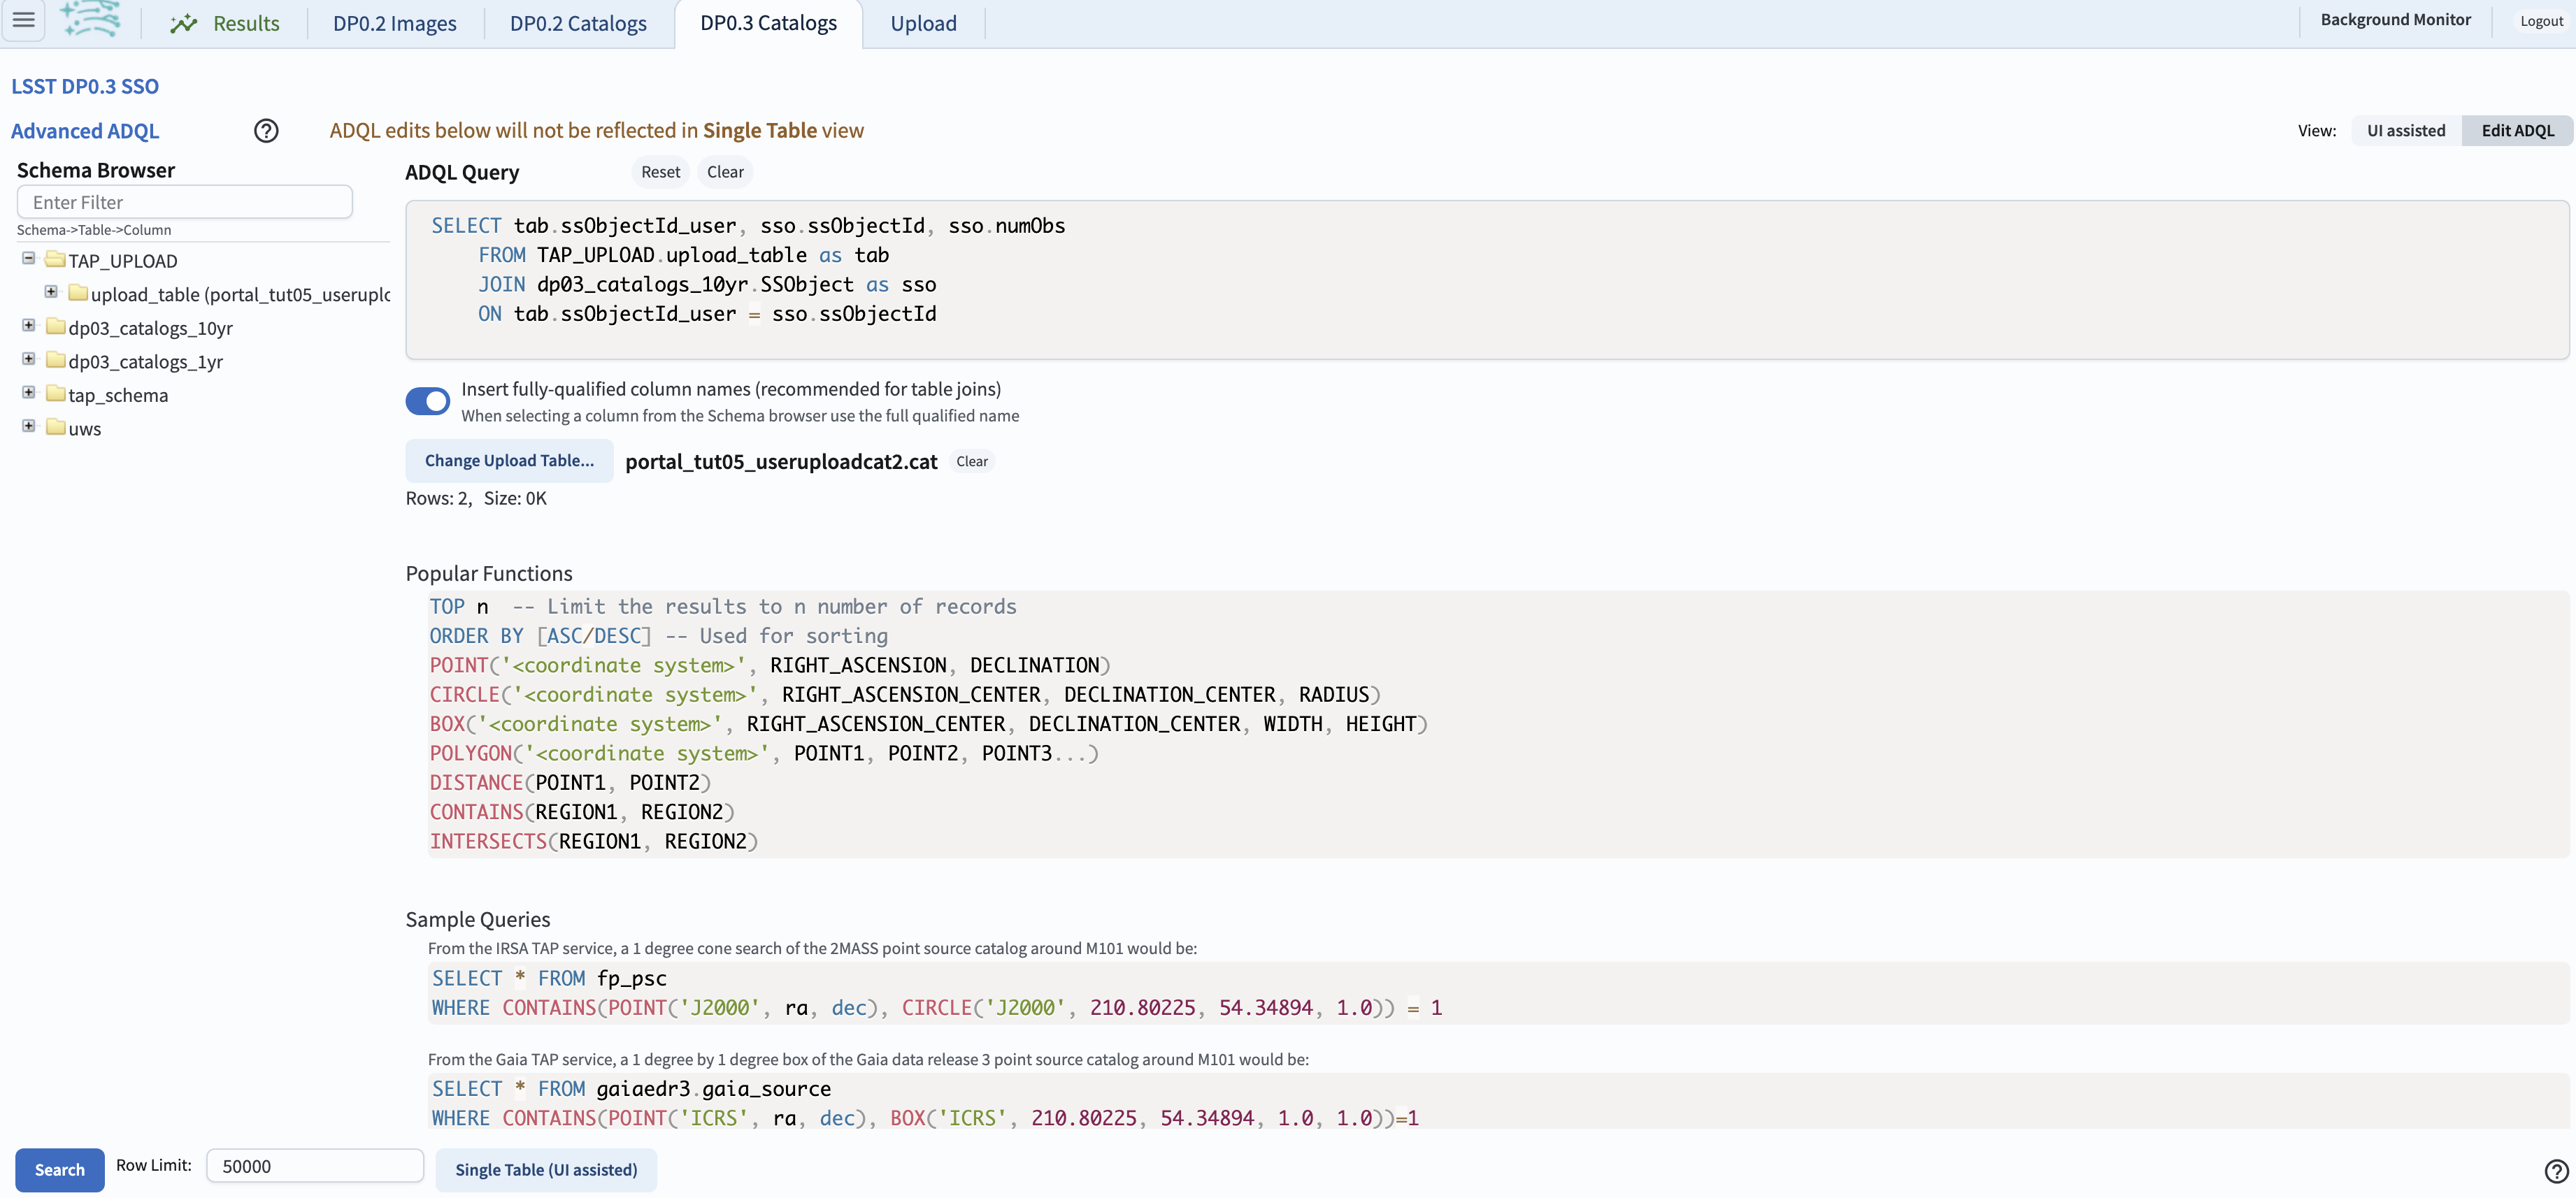 Results
DP0.2 Images
DP0.2 Catalogs
DP0.3 Catalogs
Upload
Background Monitor
Logout
LSST DP0.3 SSO
Advanced ADQL
ADQL edits below will not be reflected in Single Table view
View:
UI assisted
Edit ADQL
Schema Browser
Enter Filter
Schema->Table->Column
TAP_UPLOAD
upload_table (portal_tut05_useruplo
dp03_catalogs_10yr
dp03_catalogs_1yr
tap_schema
uws
ADQL Query
Reset
Clear
SELECT tab.ssObjectId_user, sso.ssObjectId, sso.numObs
FROM TAP_UPLOAD.upload_table as tab
JOIN dp03_catalogs_10yr.SSObject as sso
ON tab.ssObjectId_user = sso.ssObjectId
Insert fully-qualified column names (recommended for table joins)
When selecting a column from the Schema browser use the full qualified name
Change Upload Table...
portal_tut05_useruploadcat2.cat
Clear
Rows: 2, Size: 0K
Popular Functions
TOP n -- Limit the results to n number of records
ORDER BY [ASC/DESC] -- Used for sorting
POINT('<coordinate system>', RIGHT_ASCENSION, DECLINATION)
CIRCLE('<coordinate system>', RIGHT_ASCENSION_CENTER, DECLINATION_CENTER, RADIUS)
BOX('<coordinate system>', RIGHT_ASCENSION_CENTER, DECLINATION_CENTER, WIDTH, HEIGHT)
POLYGON('<coordinate system>', POINT1, POINT2, POINT3...)
DISTANCE(POINT1, POINT2)
CONTAINS(REGION1, REGION2)
INTERSECTS(REGION1, REGION2)
Sample Queries
From the IRSA TAP service, a 1 degree cone search of the 2MASS point source catalog around M101 would be:
SELECT * FROM fp_psc
WHERE CONTAINS(POINT('J2000', ra, dec), CIRCLE('J2000', 210.80225, 54.34894, 1.0)) = 1
From the Gaia TAP service, a 1 degree by 1 degree box of the Gaia data release 3 point source catalog around M101 would be:
SELECT * FROM gaiaedr3.gaia_source
WHERE CONTAINS(POINT('ICRS', ra, dec), BOX('ICRS', 210.80225, 54.34894, 1.0, 1.0))=1
Search
Row Limit:
50000
Single Table (UI assisted)